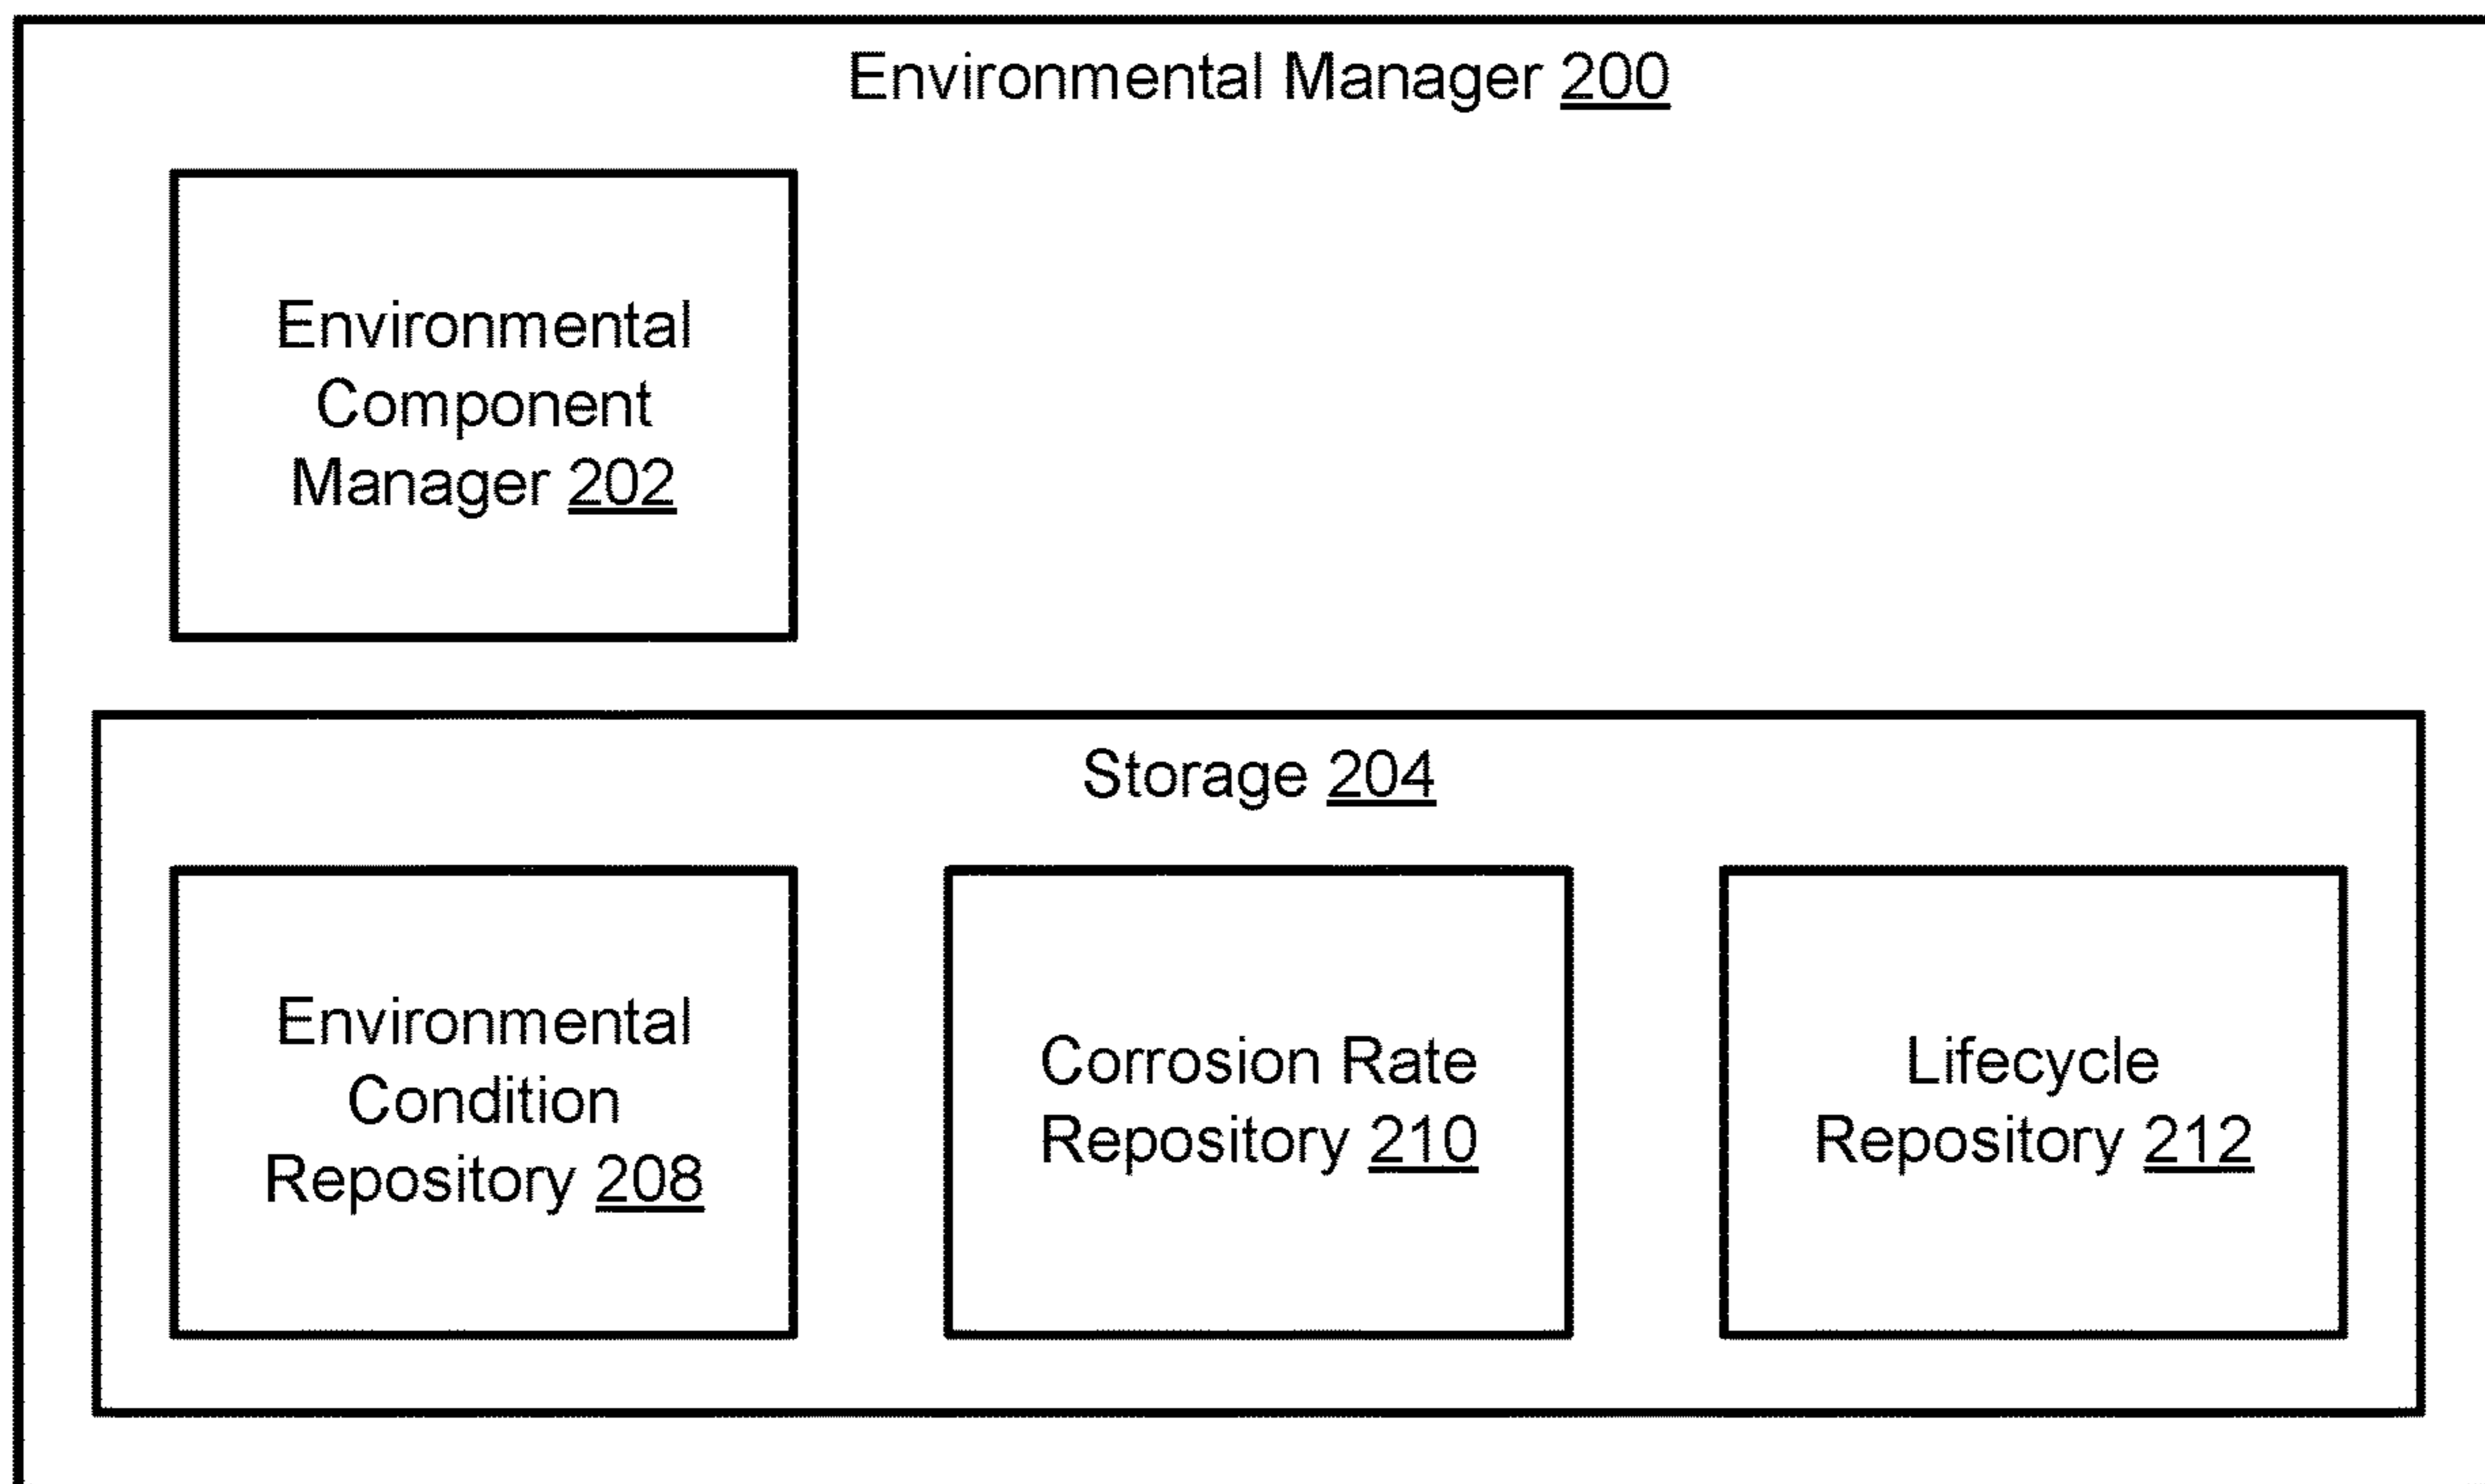 Environmental Manager 200
Environmental
Component
Manager 202
Storage 204
Environmental
Condition
Repository 208
Corrosion Rate
Repository 210
Lifecycle
Repository 212